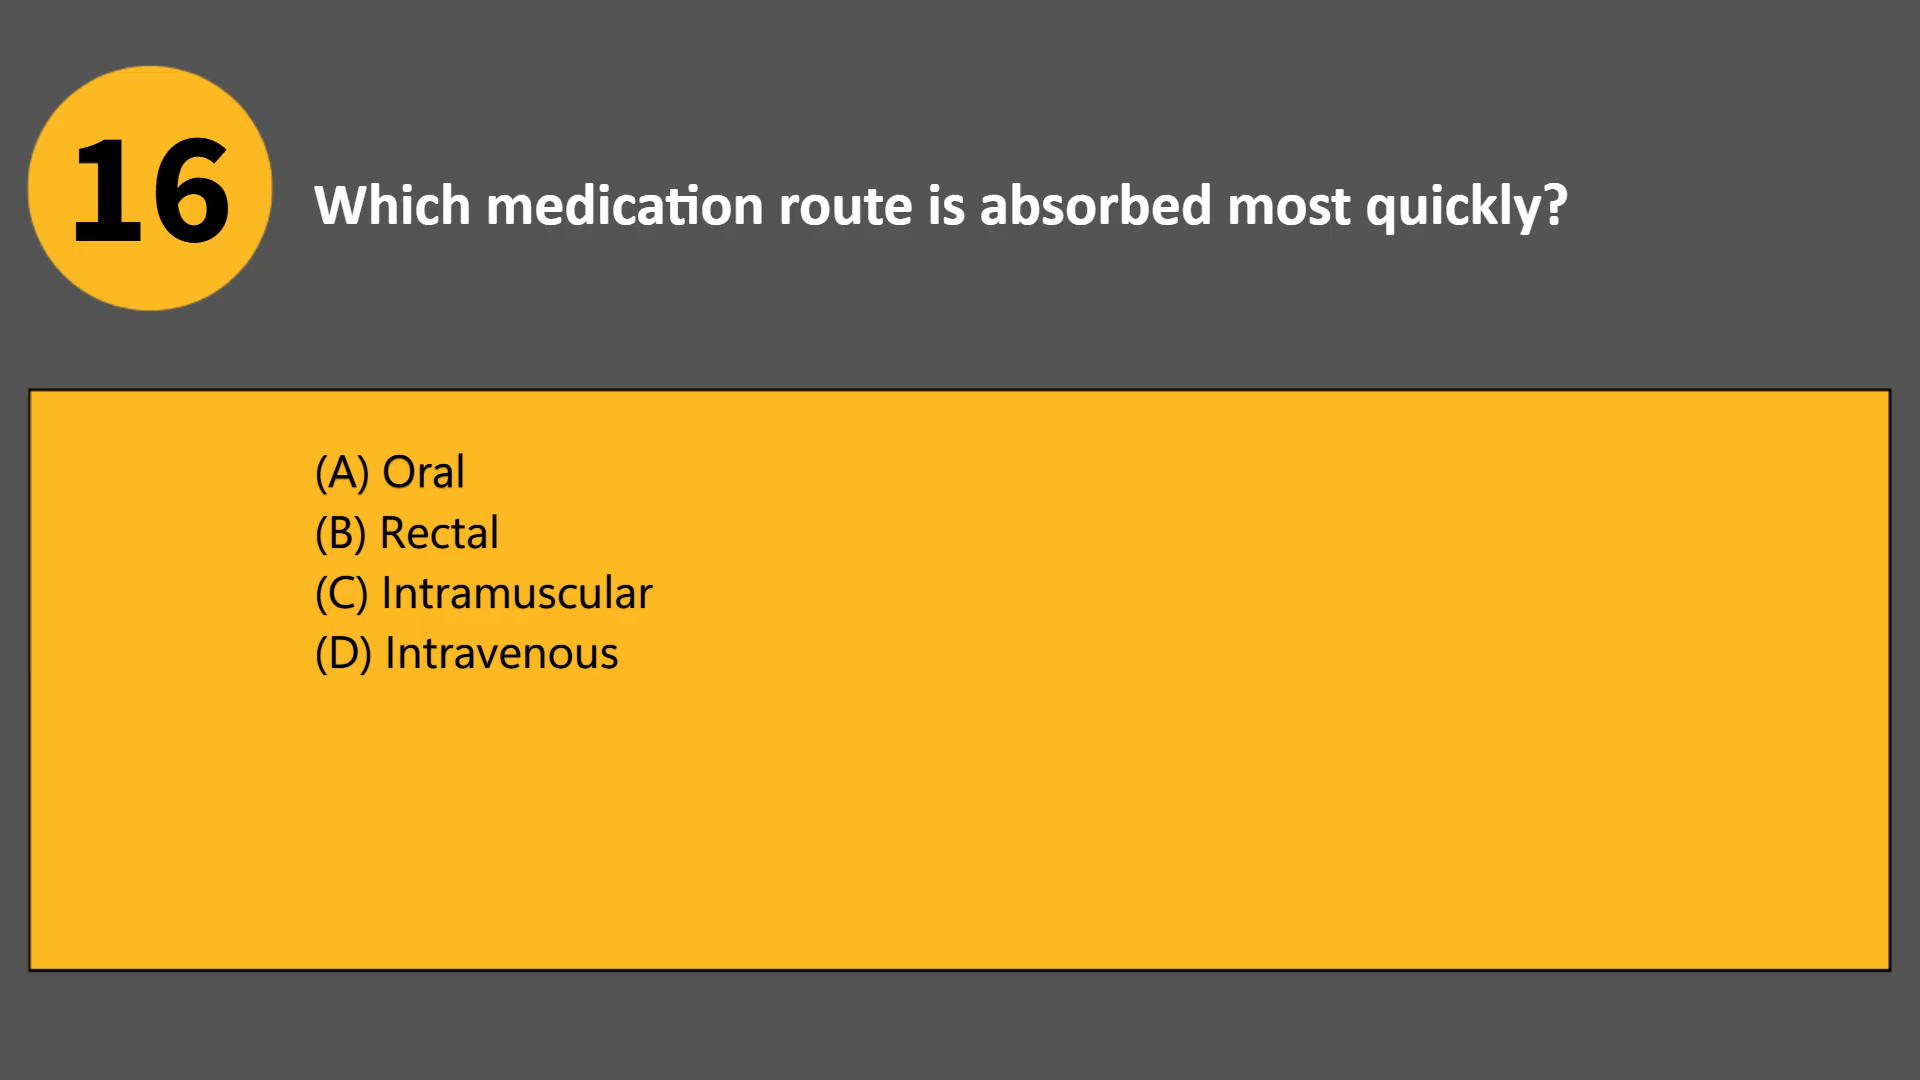 16
Which medication route is absorbed most quickly?
(A) Oral
(B) Rectal
(C) Intramuscular
(D) Intravenous